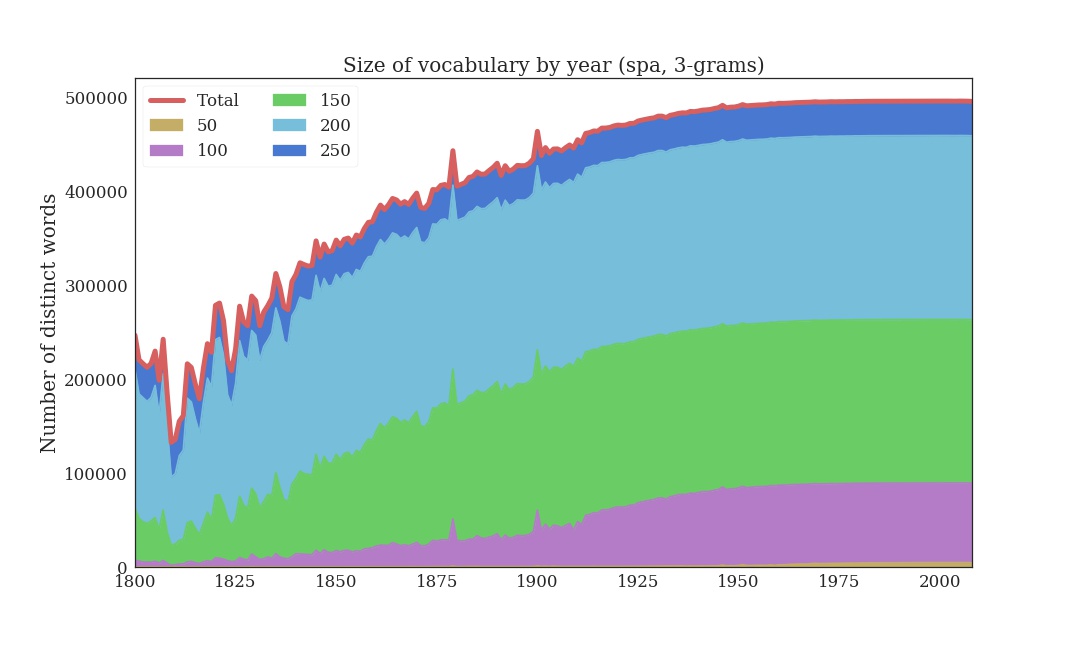 Size of vocabulary by year (spa, 3-grams)
Number of distinct words
500000
400000
300000
200000
100000
0
Total
50
100
150
200
250
1800 1825 1850 1875 1900 1925 1950 1975 2000